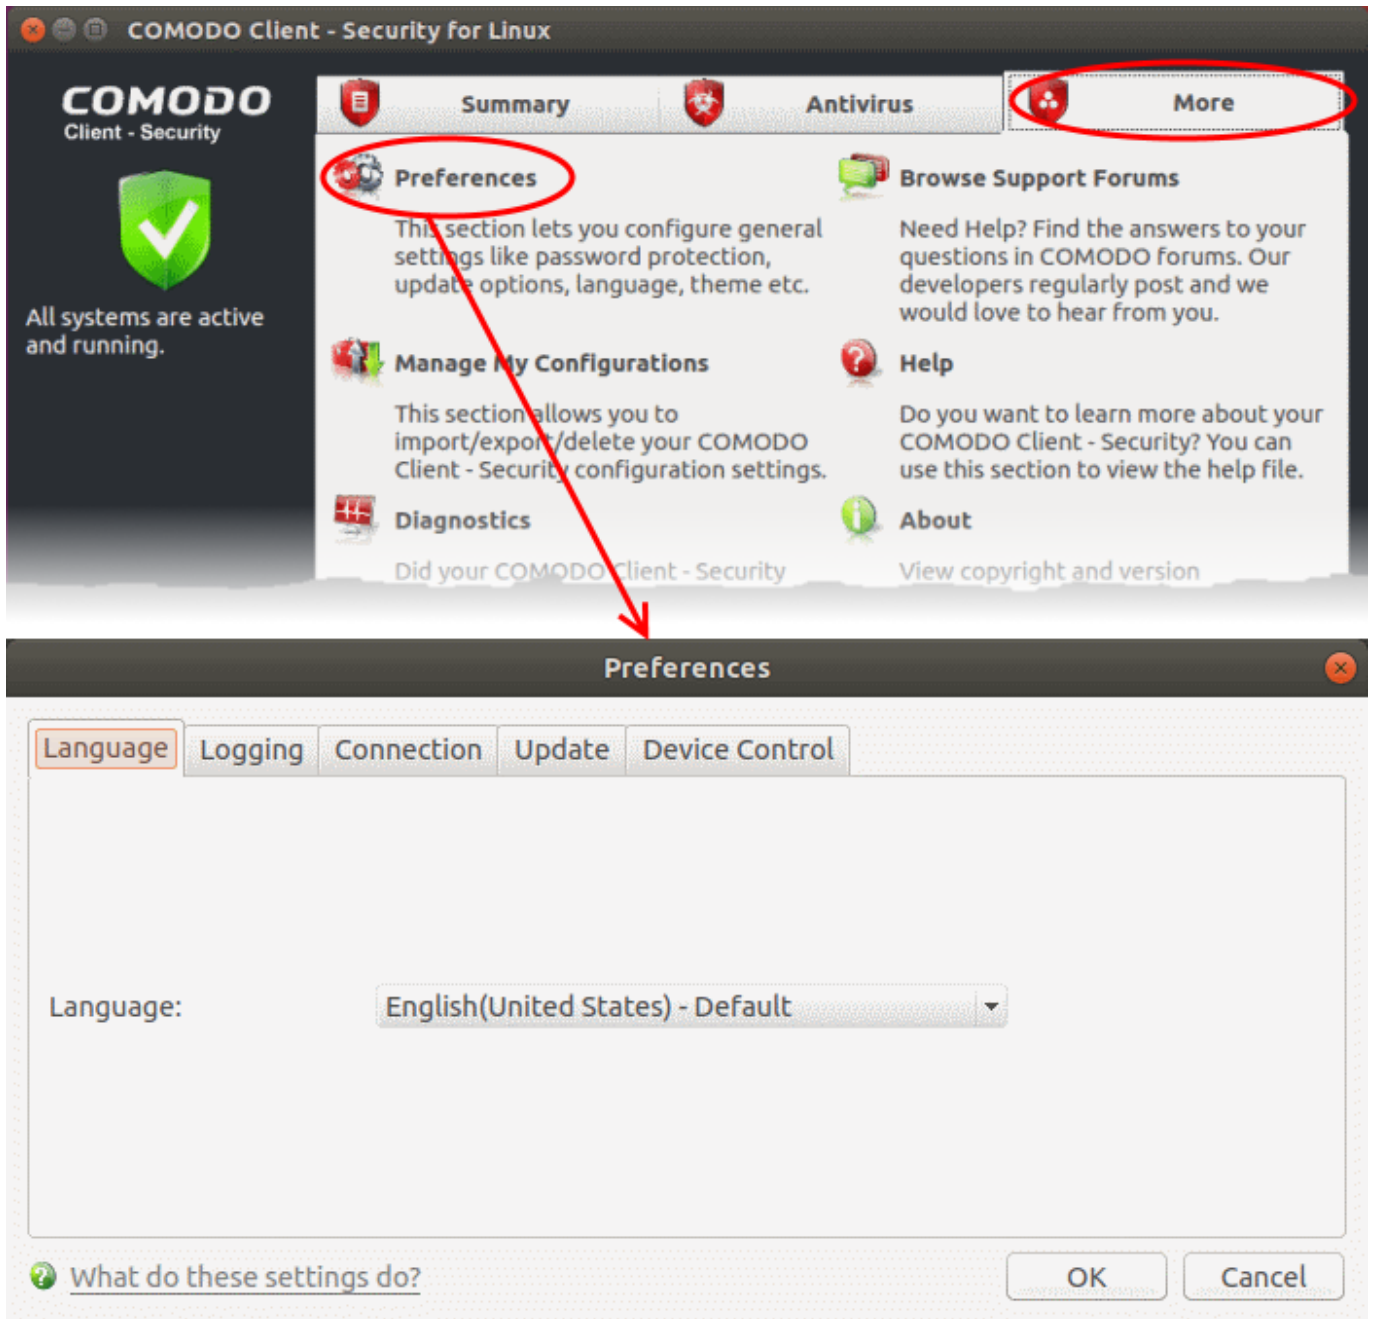 COMODO Client - Security for Linux
COMODO
Client - Security
All systems are active
and running.
Summary
Antivirus
More
Preferences
This section lets you configure general
settings like password protection,
update options, language, theme etc.
Browse Support Forums
Need Help? Find the answers to your
questions in COMODO forums. Our
developers regularly post and we
would love to hear from you.
Manage My Configurations
This section allows you to
import/export/delete your COMODO
Client - Security configuration settings.
Help
Do you want to learn more about your
COMODO Client - Security? You can
use this section to view the help file.
Diagnostics
Did your COMODO Client - Security
About
View copyright and version
Preferences
Language
Logging
Connection
Update
Device Control
Language:
English(United States) - Default
What do these settings do?
OK
Cancel